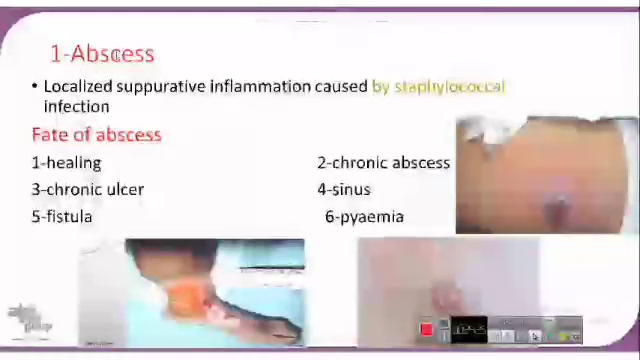 1-Abscess
• Localized suppurative inflammation caused by staphylococcal
infection
Fate of abscess
1-healing
2-chronic abscess
3-chronic ulcer
4-sinus
5-fistula
6-pyaemia